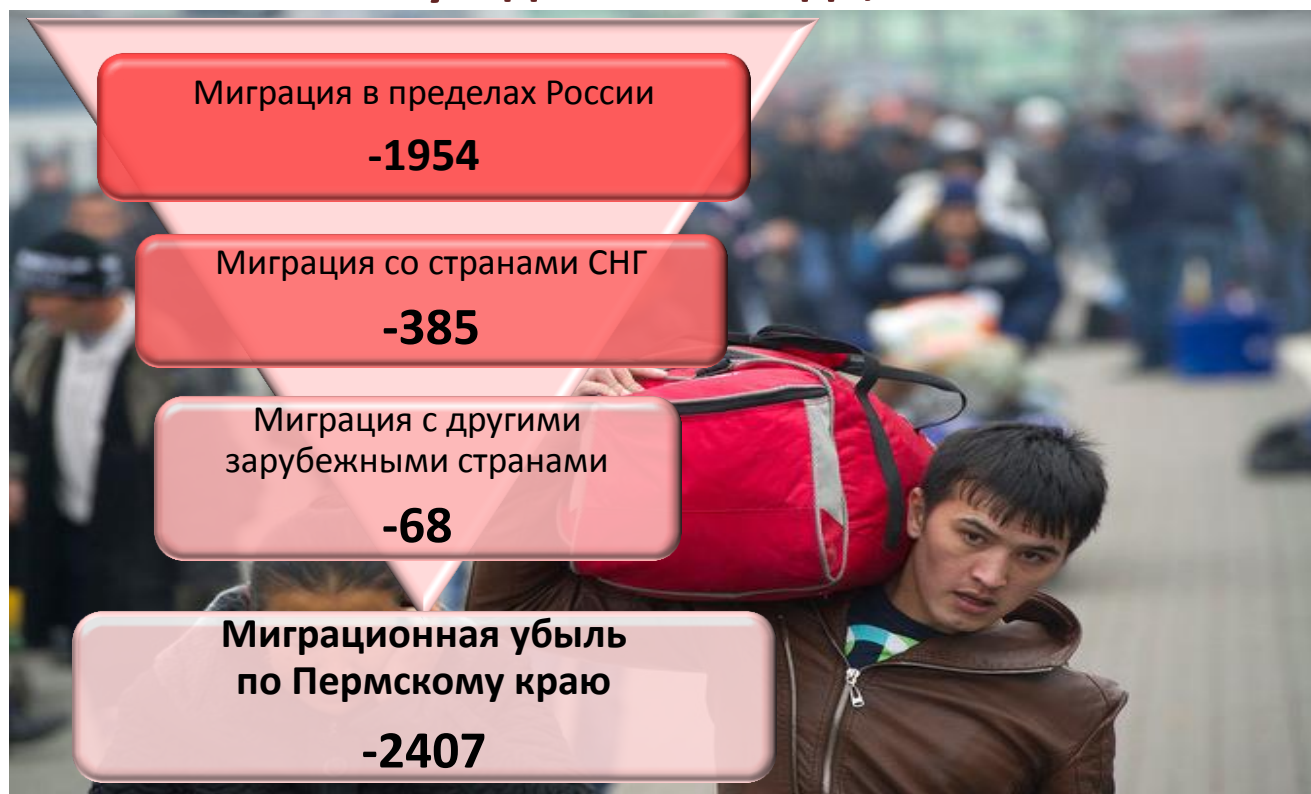 Миграция в пределах России
-1954
Миграция со странами СНГ
-385
Миграция с другими
зарубежными странами
-68
Миграционная убыль
по Пермскому краю
-2407